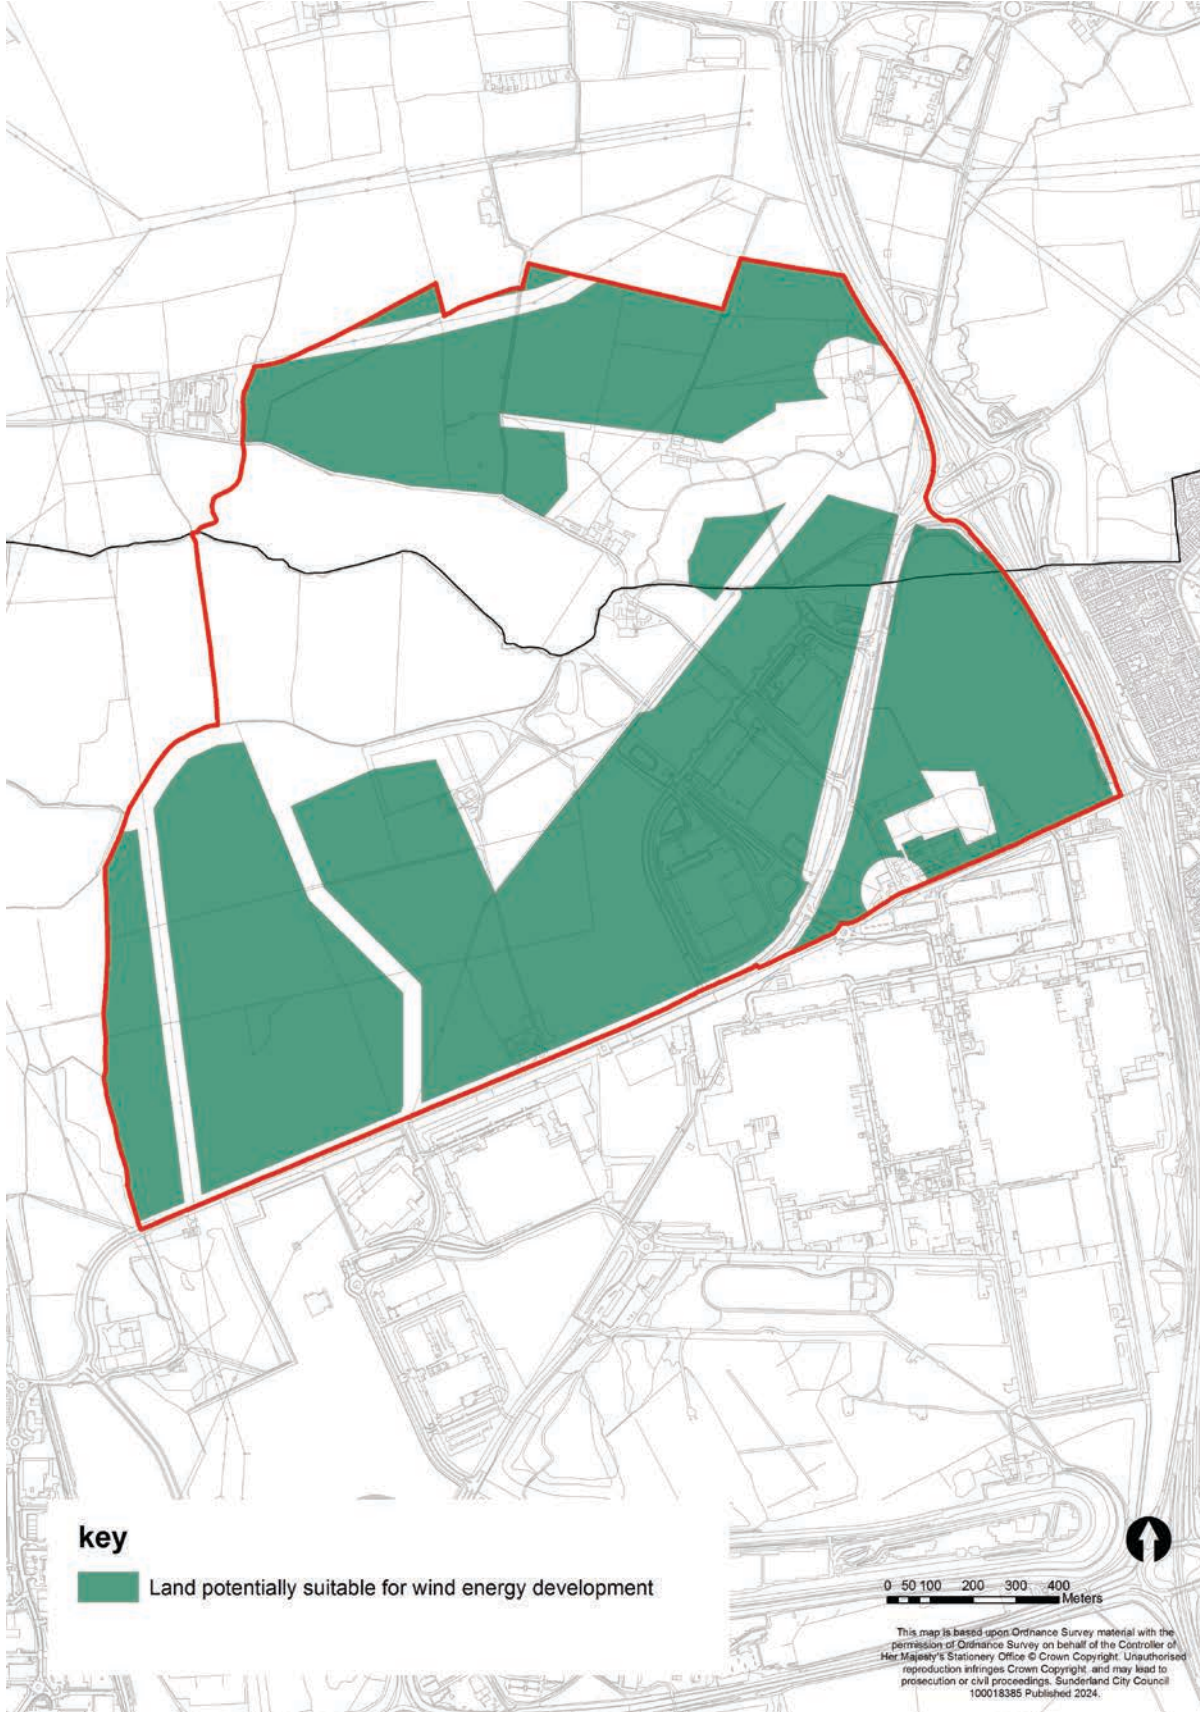 key
Land potentially suitable for wind energy development
0 50 100 200 300 400
Meters
This map is based upon Ordnance Survey material with the
permission of Ordnance Survey on behalf of the Controller of
Her Majesty's Stationery Office © Crown Copyright. Unauthorised
reproduction infringes Crown Copyright and may lead to
prosecution or civil proceedings. Sunderland City Council
100018385 Published 2024.